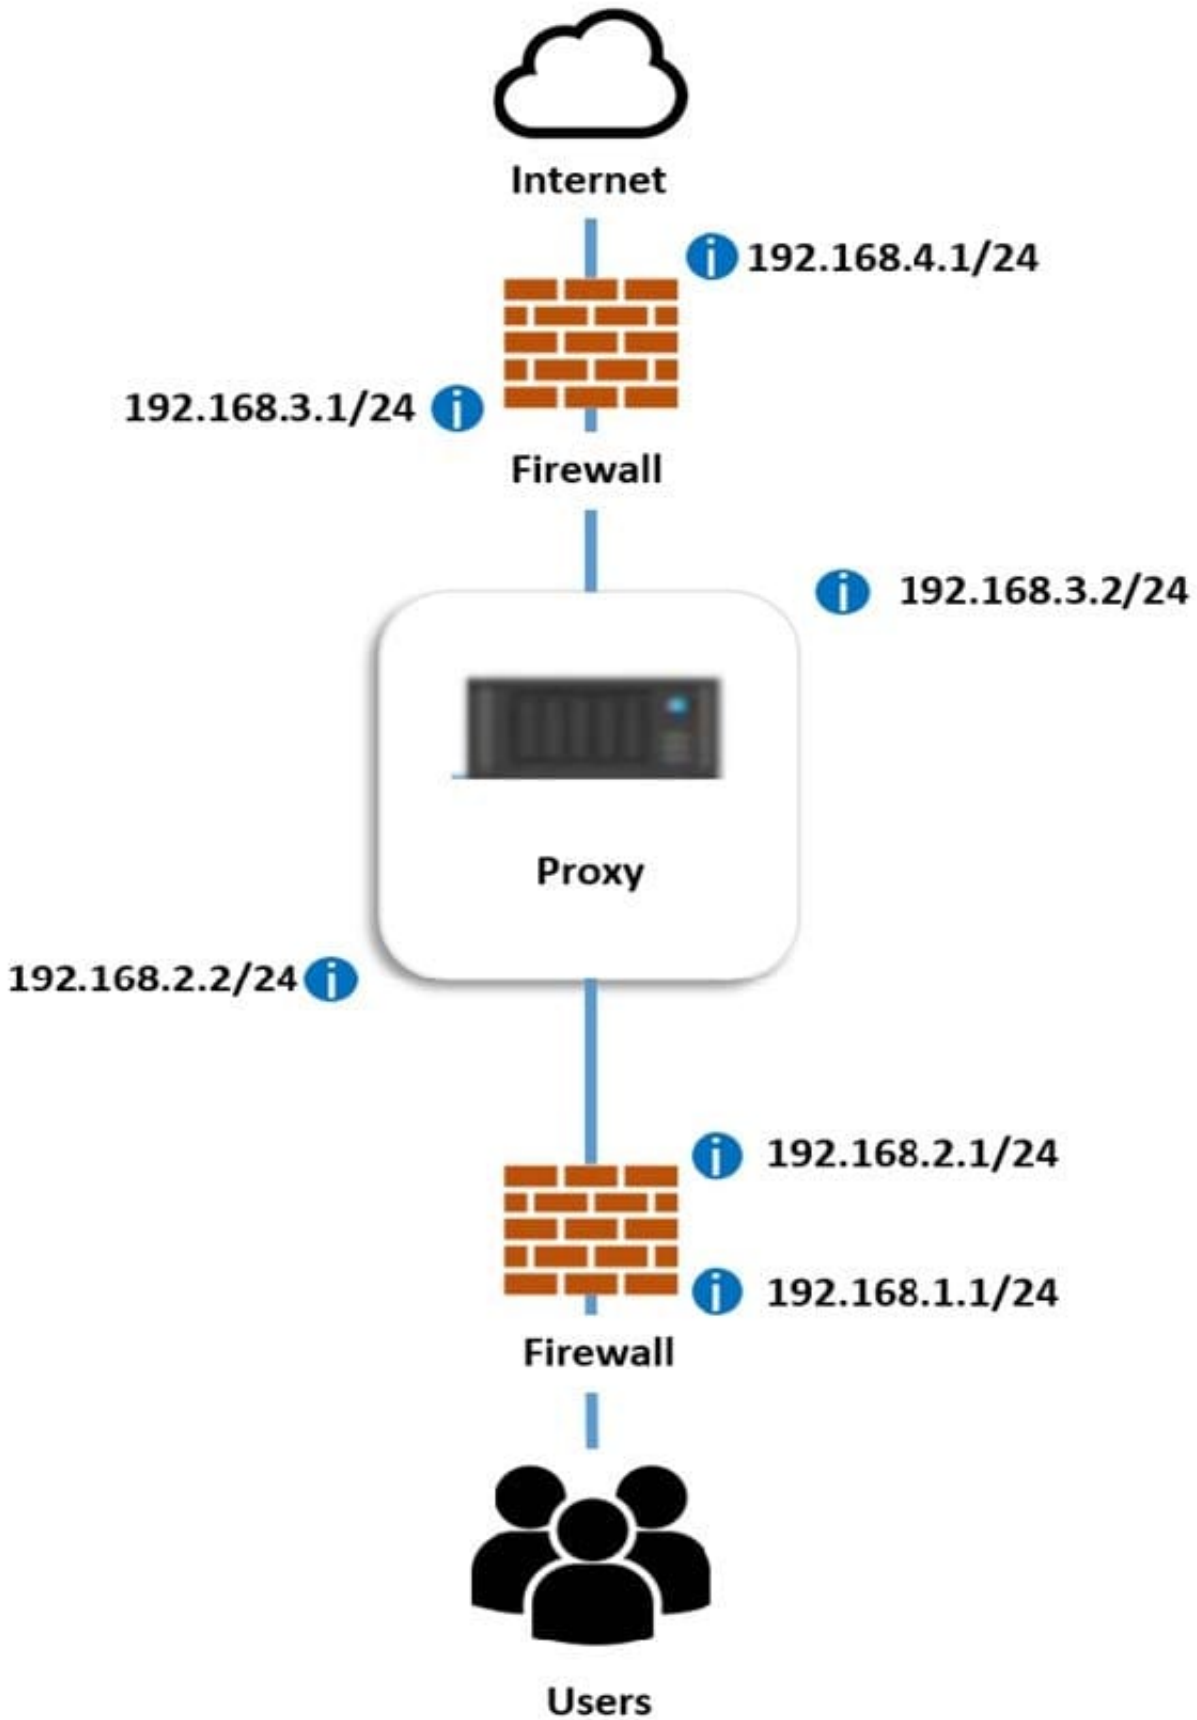 Internet
192.168.4.1/24
192.168.3.1/24
Firewall
192.168.3.2/24
Proxy
192.168.2.2/24
192.168.2.1/24
192.168.1.1/24
Firewall
Users